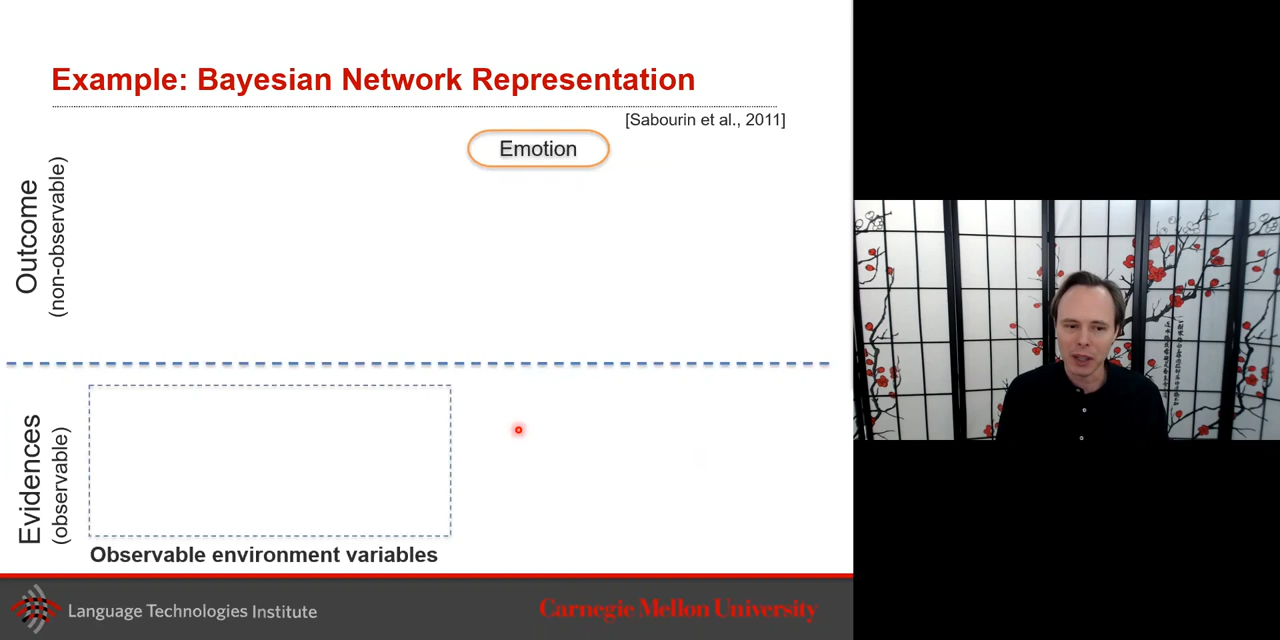 Example: Bayesian Network Representation
[Sabourin et al., 2011]
Emotion
Outcome
(non-observable)
Evidences
(observable)
Observable environment variables
Language Technologies Institute
Carnegie Mellon University